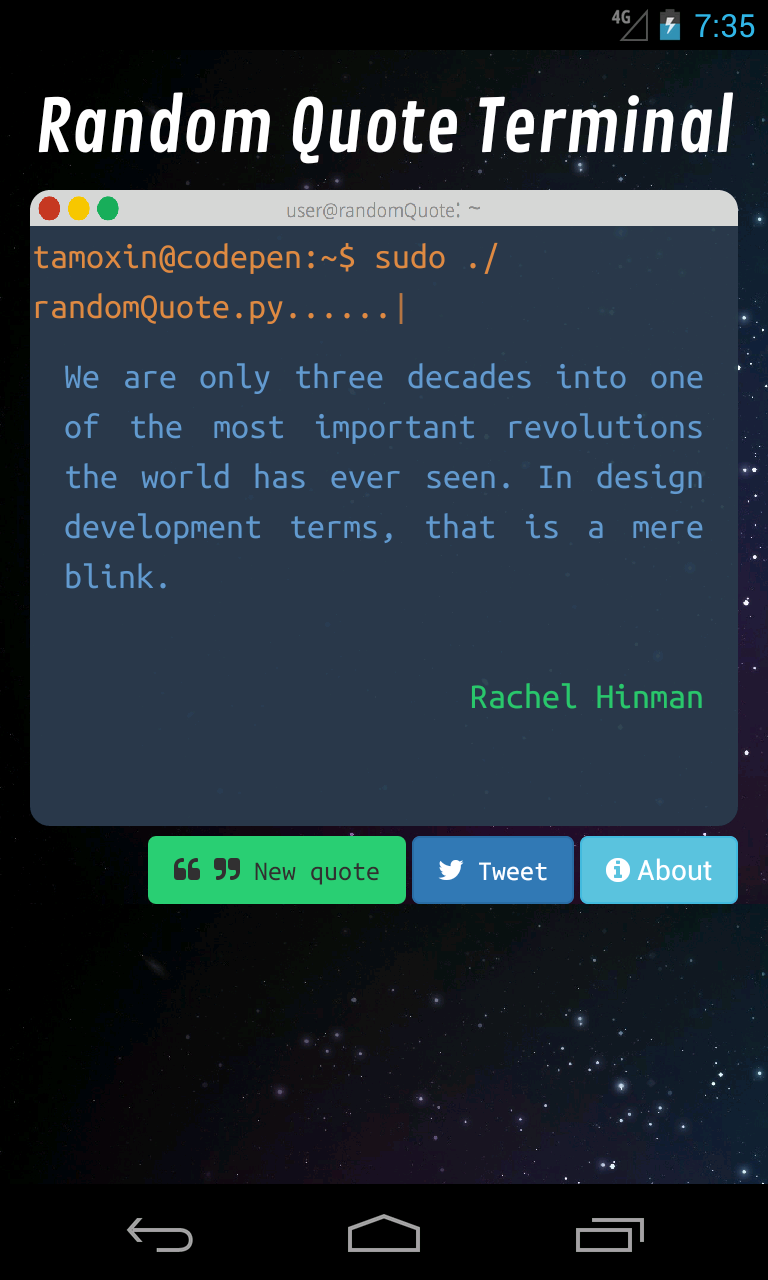 4G 7:35
Random Quote Terminal
user@randomQuote: ~
tamoxin@codepen:~$ sudo ./
randomQuote.py......|
We are only three decades into one
of the most important revolutions
the world has ever seen. In design
development terms, that is a mere
blink.
Rachel Hinman
New quote Tweet About